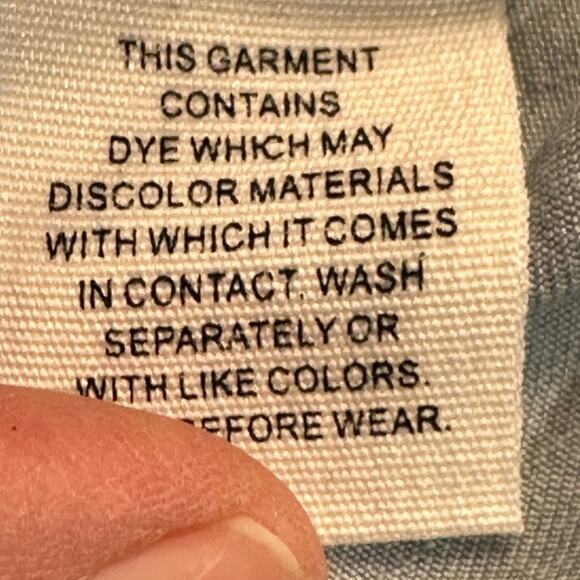 THIS GARMENT
CONTAINS
DYE WHICH MAY
DISCOLOR MATERIALS
WITH WHICH IT COMES
IN CONTACT. WASH
SEPARATELY OR
WITH LIKE COLORS.
BEFORE WEAR.